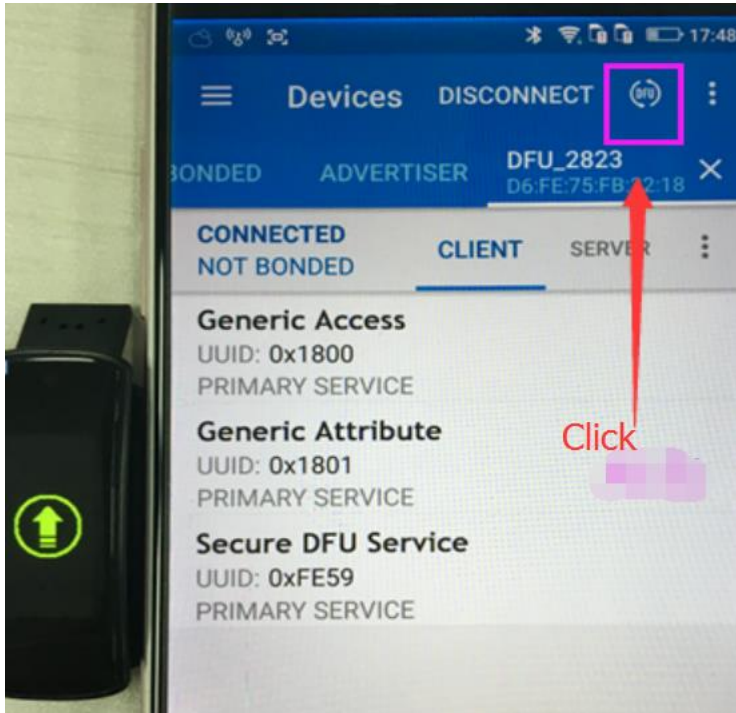 17:48
Devices DISCONNECT DFU
BONDED ADVERTISER DFU_2823
CONNECTED
NOT BONDED
CLIENT SERVER
Generic Access
UUID: 0x1800
PRIMARY SERVICE
Generic Attribute
UUID: 0x1801
PRIMARY SERVICE
Click
Secure DFU Service
UUID: 0xFE59
PRIMARY SERVICE